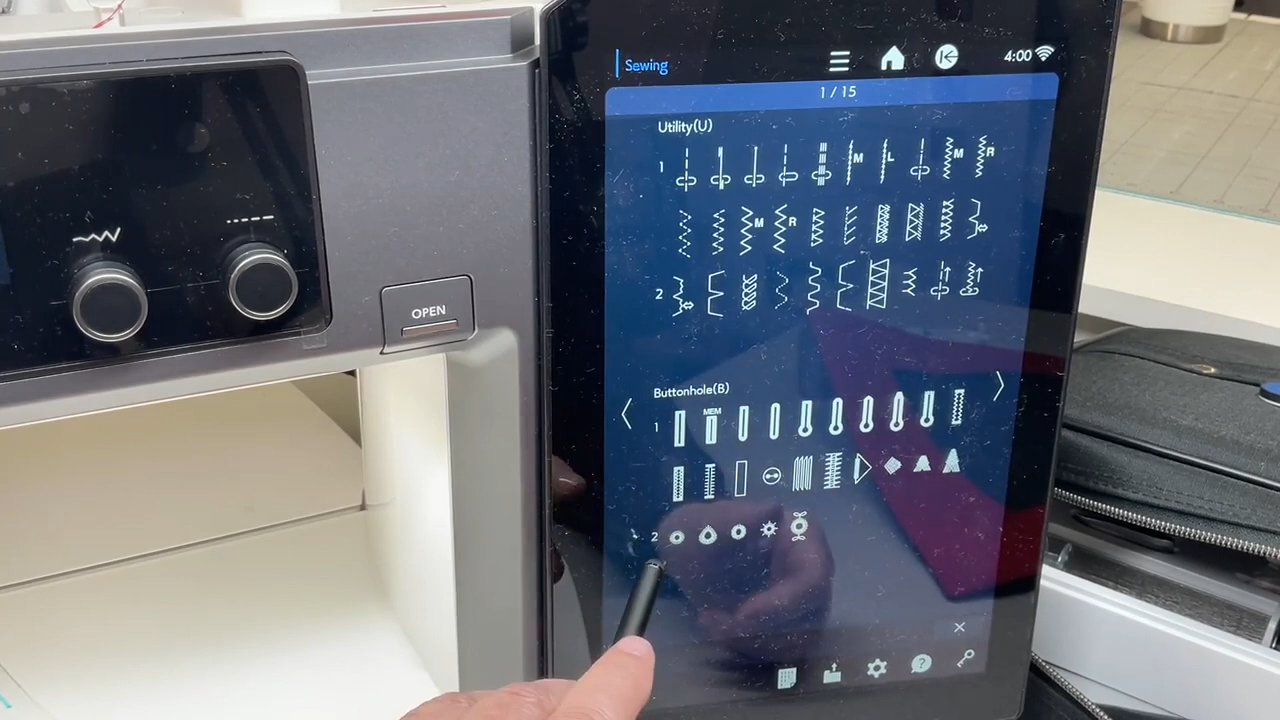 Sewing
4:00
1 / 15
Utility(U)
1 M L M R
M R
2
OPEN
Buttonhole(B)
MEM
1
2